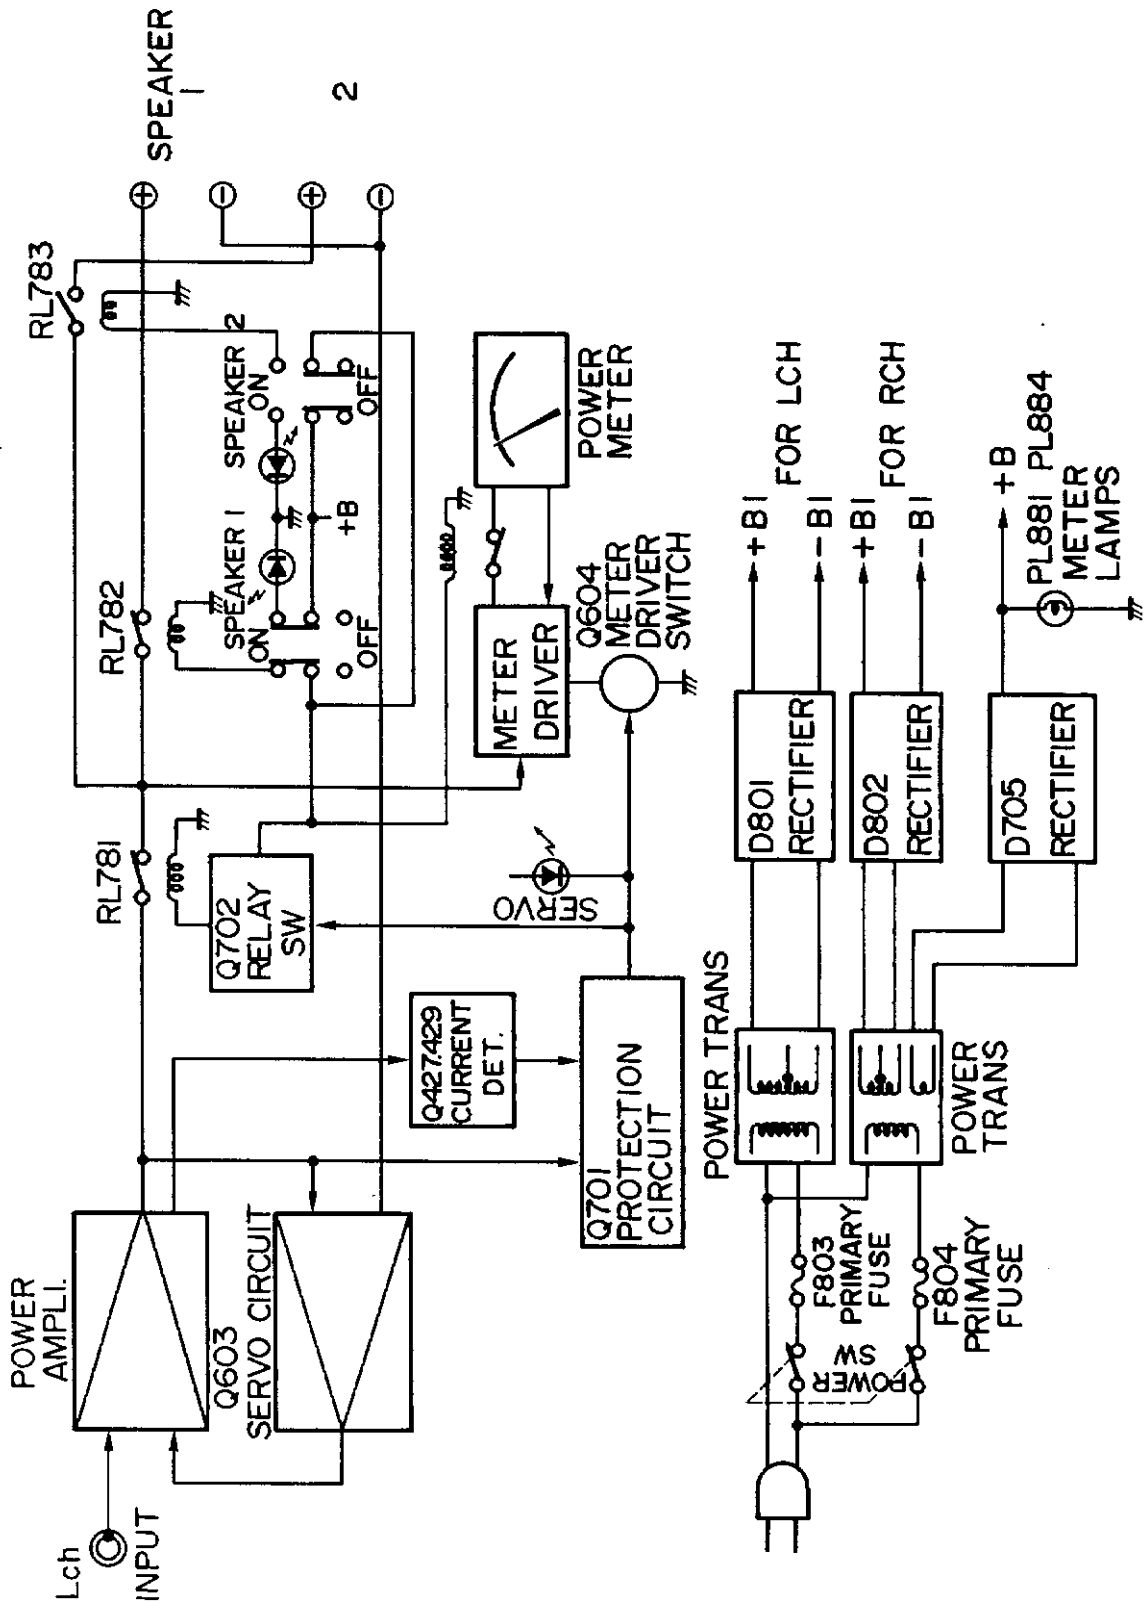 Lch
INPUT
POWER
AMPLI.
Q603
SERVO CIRCUIT
RL781
Q702
RELAY
SW
Q427.429
CURRENT
DET.
Q701
PROTECTION
CIRCUIT
SERVO
RL782
SPEAKER 1
ON
OFF
+B
SPEAKER 2
ON
OFF
RL783
SPEAKER
1
2
+
−
+
−
METER
DRIVER
Q604
METER
DRIVER
SWITCH
POWER
METER
POWER
SW
F803
PRIMARY
FUSE
F804
PRIMARY
FUSE
POWER TRANS
POWER
TRANS
D801
RECTIFIER
D802
RECTIFIER
D705
RECTIFIER
+B1
FOR LCH
−B1
+B1
FOR RCH
−B1
+B
PL881 PL884
METER
LAMPS